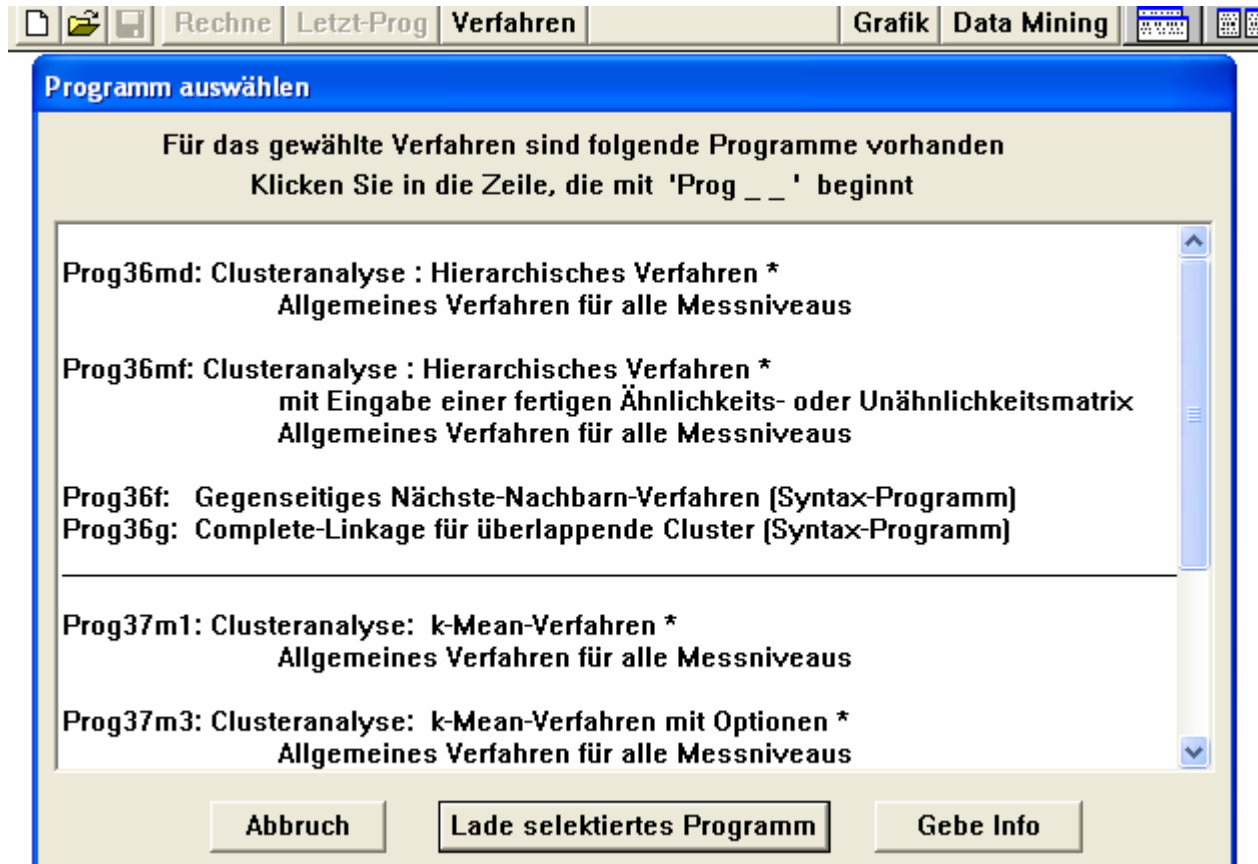 Rechne Letzt-Prog Verfahren Grafik Data Mining
Programm auswählen
Für das gewählte Verfahren sind folgende Programme vorhanden
Klicken Sie in die Zeile, die mit 'Prog _ _ ' beginnt
Prog36md: Clusteranalyse : Hierarchisches Verfahren *
Allgemeines Verfahren für alle Messniveaus
Prog36mf: Clusteranalyse : Hierarchisches Verfahren *
mit Eingabe einer fertigen Ähnlichkeits- oder Unähnlichkeitsmatrix
Allgemeines Verfahren für alle Messniveaus
Prog36f: Gegenseitiges Nächste-Nachbarn-Verfahren (Syntax-Programm)
Prog36g: Complete-Linkage für überlappende Cluster (Syntax-Programm)
Prog37m1: Clusteranalyse: k-Mean-Verfahren *
Allgemeines Verfahren für alle Messniveaus
Prog37m3: Clusteranalyse: k-Mean-Verfahren mit Optionen *
Allgemeines Verfahren für alle Messniveaus
Abbruch Lade selektiertes Programm Gebe Info